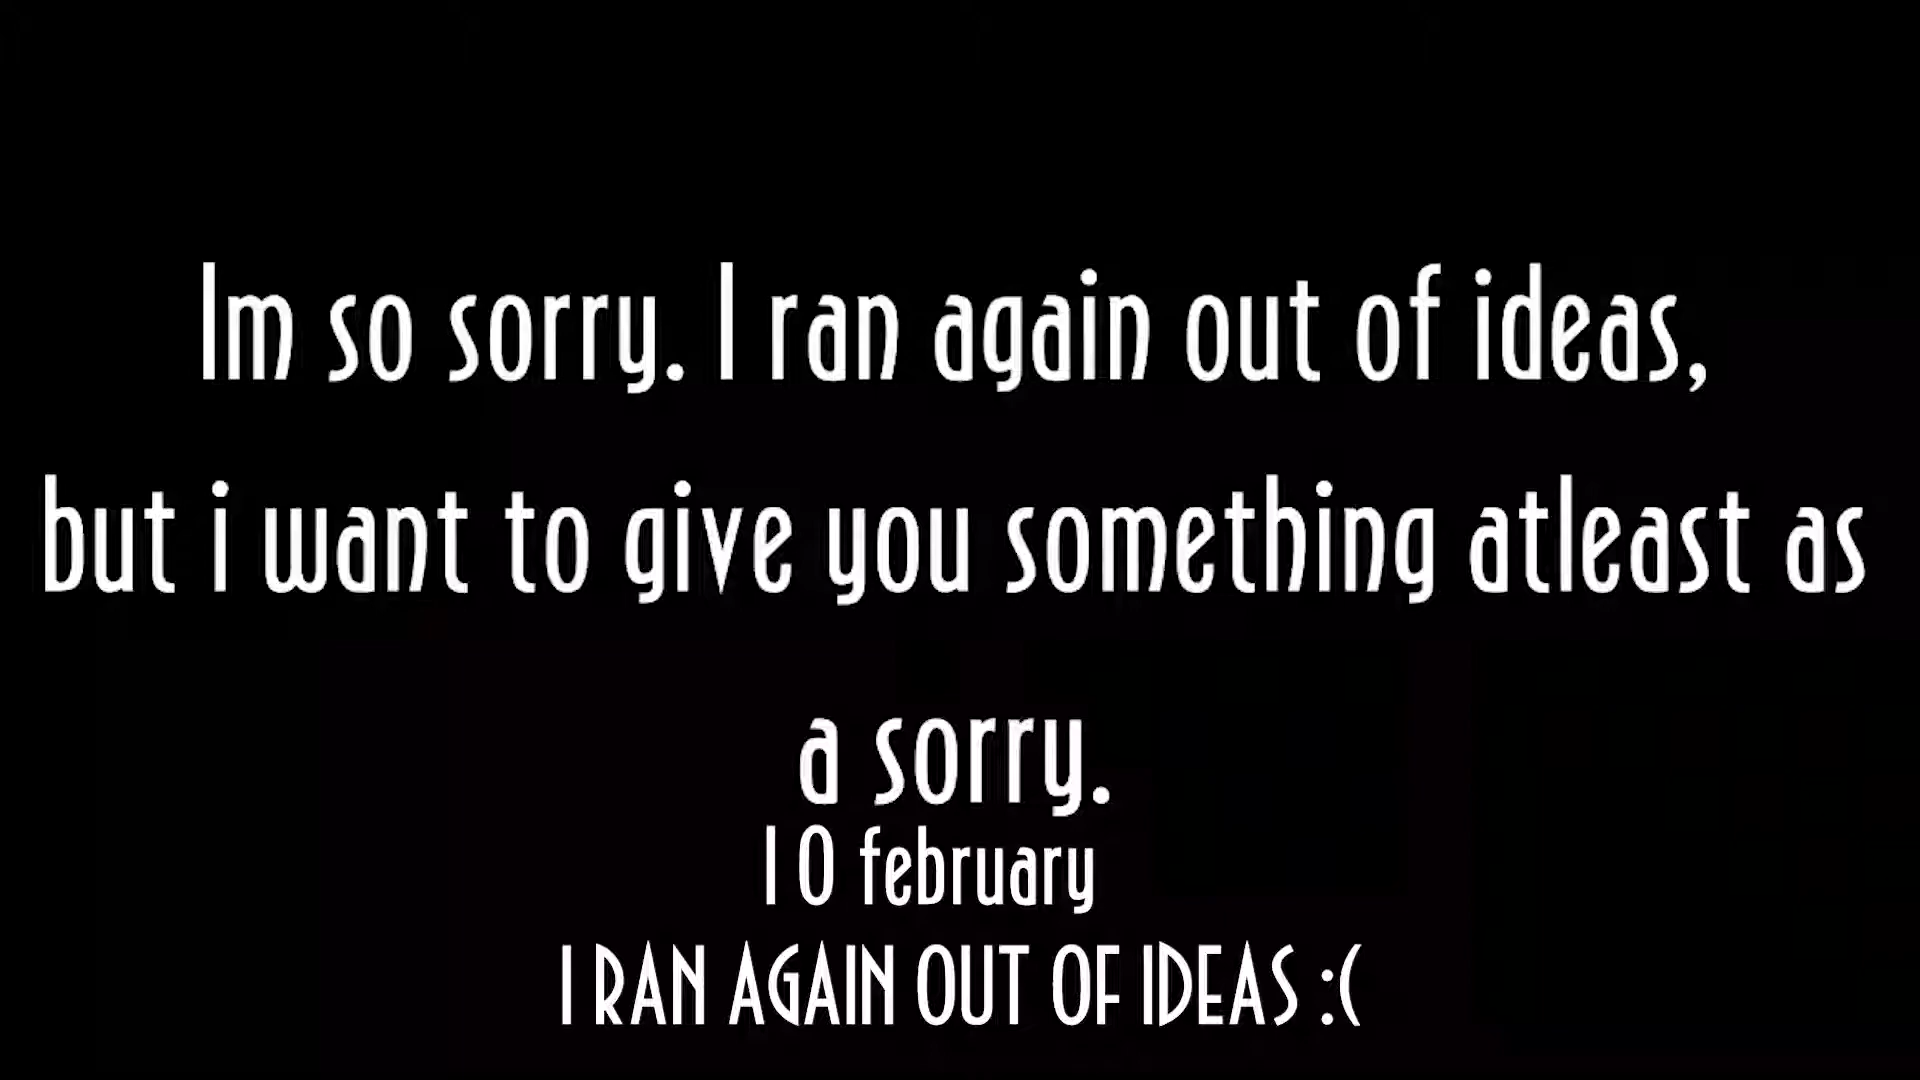 Im so sorry. I ran again out of ideas,
but i want to give you something atleast as
a sorry.
10 february
I RAN AGAIN OUT OF IDEAS :(